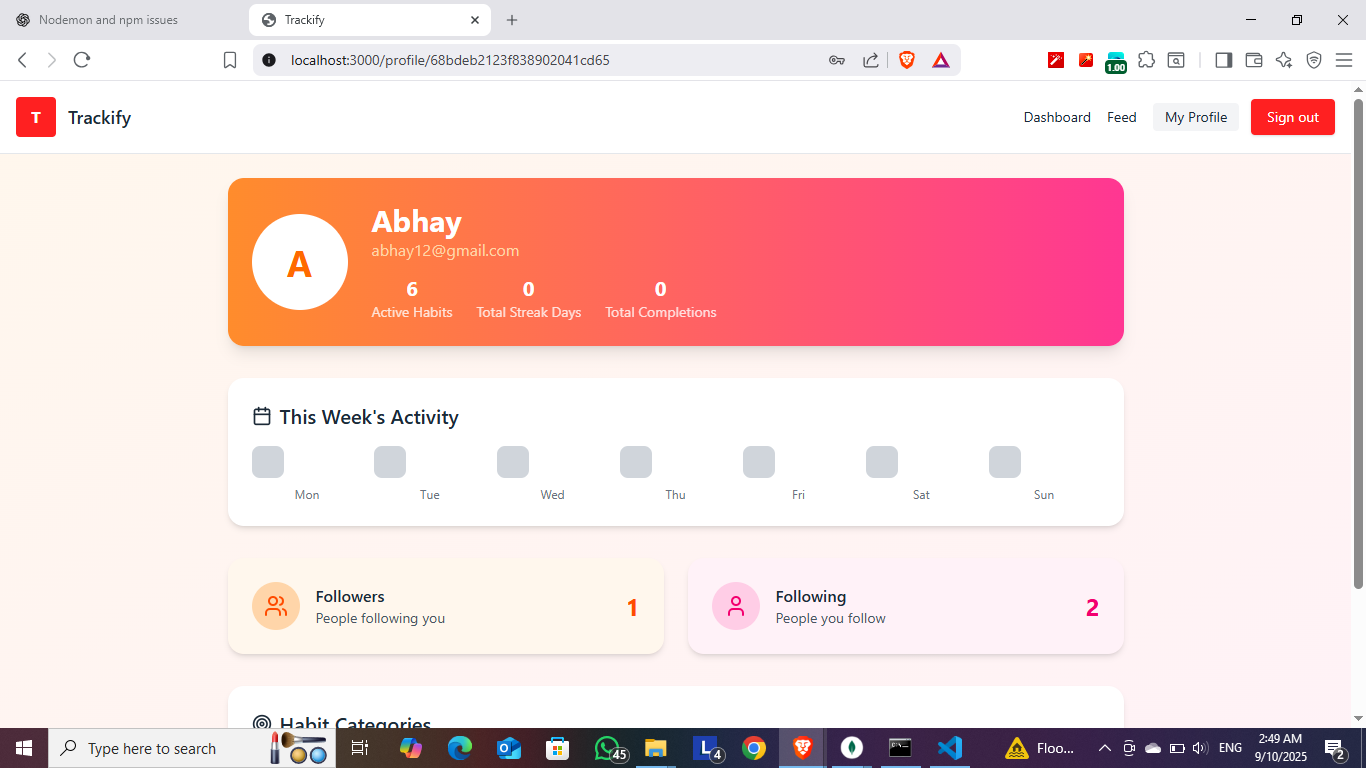 Nodemon and npm issues
Trackify
localhost:3000/profile/68bdeb2123f838902041cd65
1.00
T
Trackify
Dashboard
Feed
My Profile
Sign out
A
Abhay
abhay12@gmail.com
6
0
0
Active Habits
Total Streak Days
Total Completions
This Week's Activity
Mon
Tue
Wed
Thu
Fri
Sat
Sun
Followers
People following you
1
Following
People you follow
2
Habit Categories
Type here to search
45
L
4
Floo...
ENG
2:49 AM
9/10/2025
2